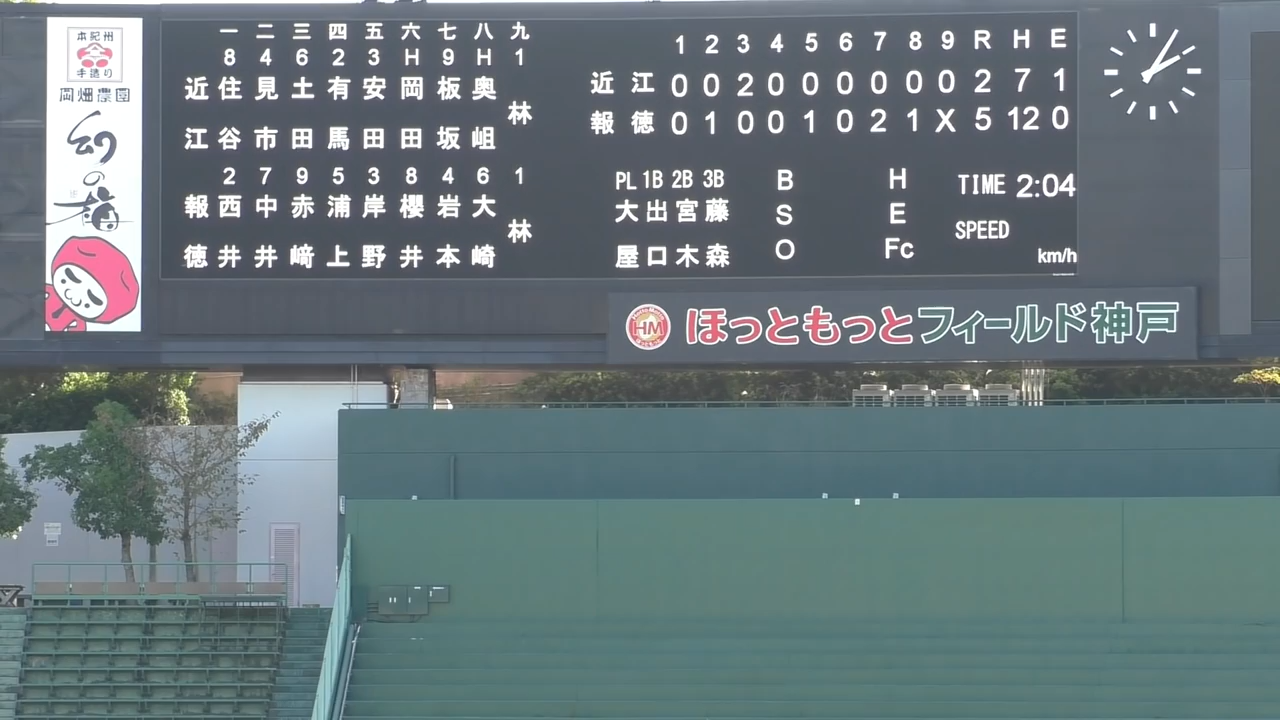 本紀州
手造り
岡畑農園
幻の梅
一 二 三 四 五 六 七 八 九
8 4 6 2 3 H 9 H 1
近 住 見 土 有 安 岡 板 奥 林
江 谷 市 田 馬 田 田 坂 岨
2 7 9 5 3 8 4 6 1
報 西 中 赤 浦 岸 櫻 岩 大 林
徳 井 井 﨑 上 野 井 本 崎
1 2 3 4 5 6 7 8 9 R H E
近江 0 0 2 0 0 0 0 0 0 2 7 1
報徳 0 1 0 0 1 0 2 1 X 5 12 0
PL 1B 2B 3B
大 出 宮 藤
屋 口 木 森
B H
S E
O Fc
TIME 2:04
SPEED
km/h
HM
ほっともっとフィールド神戸